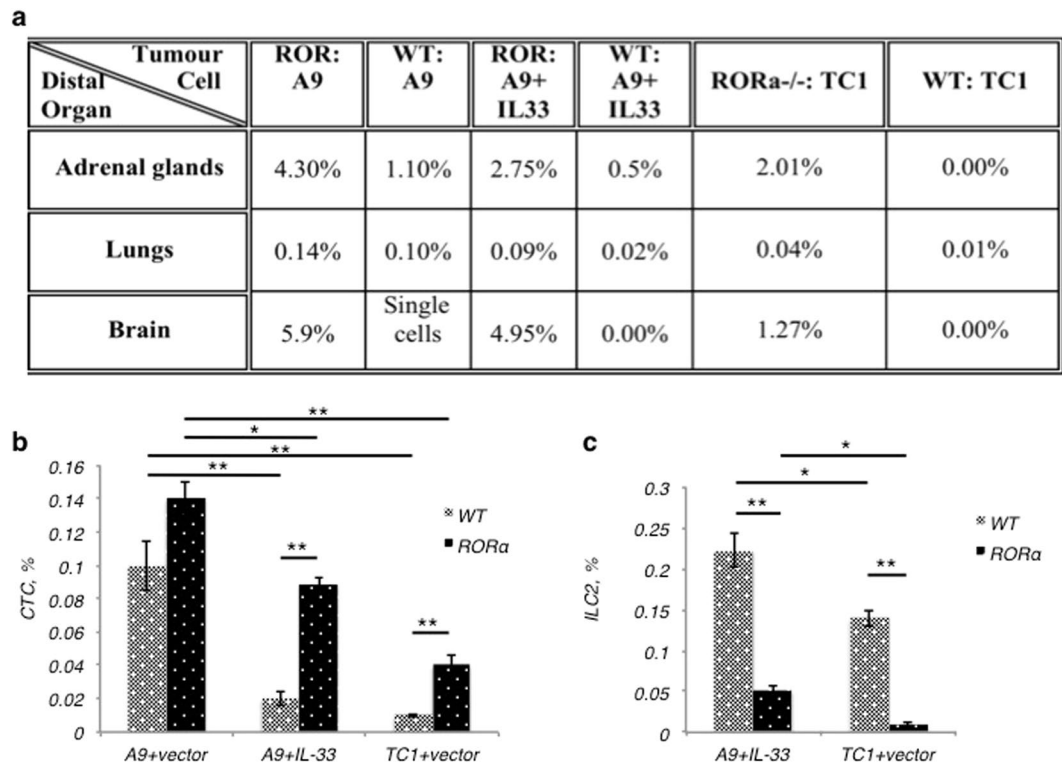 a
Tumour
Cell
Distal
Organ
ROR:
A9
WT:
A9
ROR:
A9+
IL33
WT:
A9+
IL33
RORa-/-: TC1
WT: TC1
Adrenal glands 4.30% 1.10% 2.75% 0.5% 2.01% 0.00%
Lungs 0.14% 0.10% 0.09% 0.02% 0.04% 0.01%
Brain 5.9% Single
cells 4.95% 0.00% 1.27% 0.00%
b
**
*
**
**
**
**
CTC, %
0.16
0.14
0.12
0.1
0.08
0.06
0.04
0.02
0
WT
RORα
A9+vector A9+IL-33 TC1+vector
c
*
*
**
**
ILC2, %
0.3
0.25
0.2
0.15
0.1
0.05
0
WT
RORα
A9+IL-33 TC1+vector